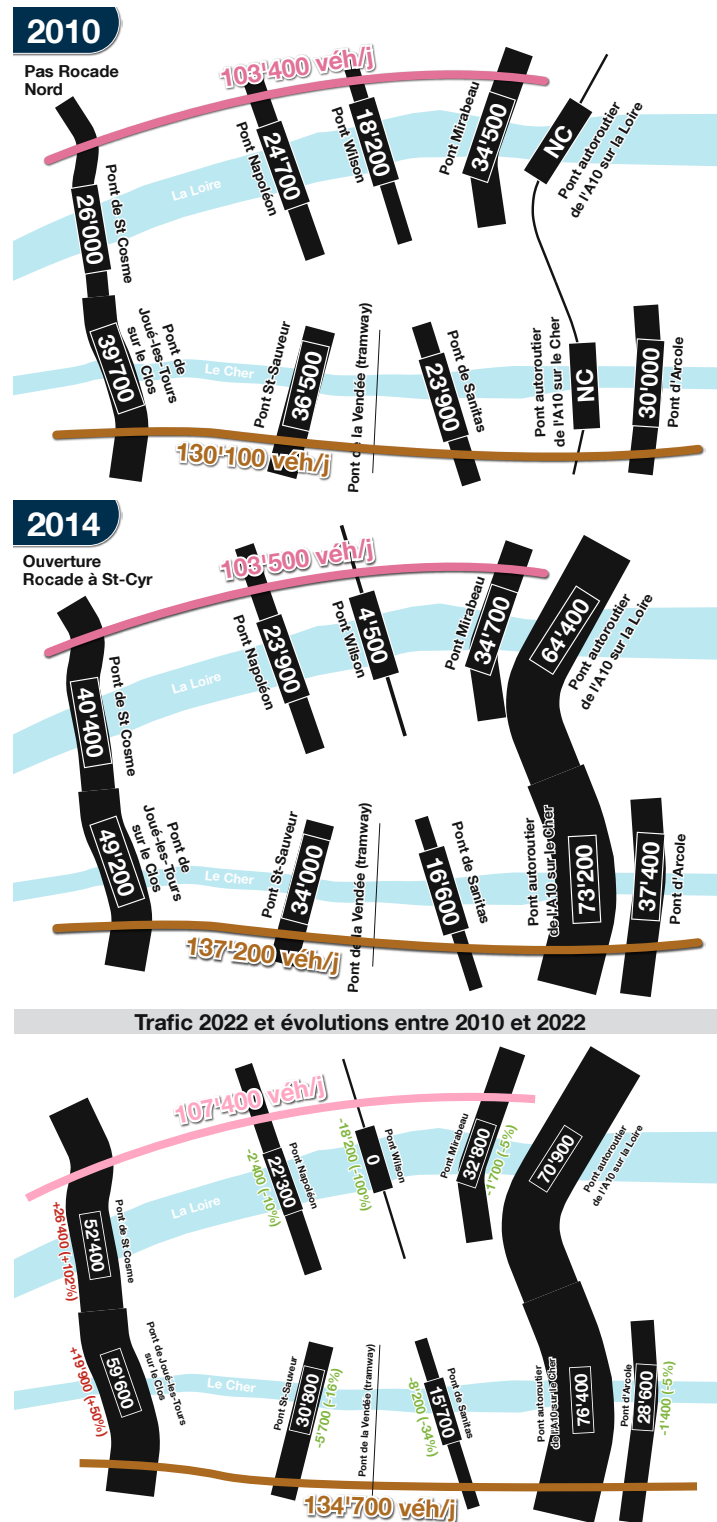 2010
Pas Rocade
Nord
103'400 véh/j
Pont de St Cosme
26'000
La Loire
Pont Napoléon
24'700
Pont Wilson
18'200
Pont Mirabeau
34'500
NC
Pont autoroutier
de l'A10 sur la Loire
39'700
Pont de
Joué-les-Tours
sur le Clos
Le Cher
Pont St-Sauveur
36'500
Pont de la Vendée (tramway)
23'900
Pont de Sanitas
Pont autoroutier
de l'A10 sur le Cher
NC
30'000
Pont d'Arcole
130'100 véh/j
2014
Ouverture
Rocade à St-Cyr
103'500 véh/j
40'400
Pont de St Cosme
La Loire
Pont Napoléon
23'900
Pont Wilson
4'500
Pont Mirabeau
34'700
64'400
Pont autoroutier
de l'A10 sur la Loire
49'200
Pont de
Joué-les-Tours
sur le Clos
Le Cher
Pont St-Sauveur
34'000
Pont de la Vendée (tramway)
16'600
Pont de Sanitas
Pont autoroutier
de l'A10 sur le Cher
73'200
37'400
Pont d'Arcole
137'200 véh/j
Trafic 2022 et évolutions entre 2010 et 2022
107'400 véh/j
+26'400 (+102%)
52'400
Pont de St Cosme
La Loire
-2'400 (-10%)
22'300
Pont Napoléon
-18'200 (-100%)
0
Pont Wilson
Pont Mirabeau
32'800
-1'700 (-5%)
70'900
Pont autoroutier
de l'A10 sur la Loire
+19'900 (+50%)
59'600
Pont de Joué-les-Tours
sur le Clos
Le Cher
Pont St-Sauveur
30'800
-5'700 (-16%)
Pont de la Vendée (tramway)
-8'200 (-34%)
15'700
Pont de Sanitas
Pont autoroutier
de l'A10 sur le Cher
76'400
Pont d'Arcole
28'600
-1'400 (-5%)
134'700 véh/j